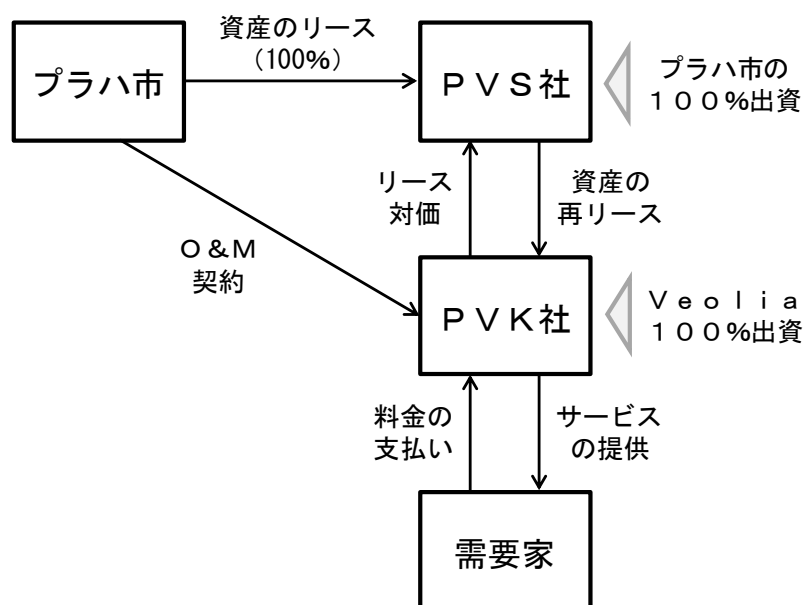 資産のリース
（100％）
プラハ市
ＰＶＳ社
プラハ市の
１００％出資
リース
対価
資産の
再リース
Ｏ＆Ｍ
契約
ＰＶＫ社
Ｖｅｏｌｉａ
１００％出資
料金の
支払い
サービス
の提供
需要家